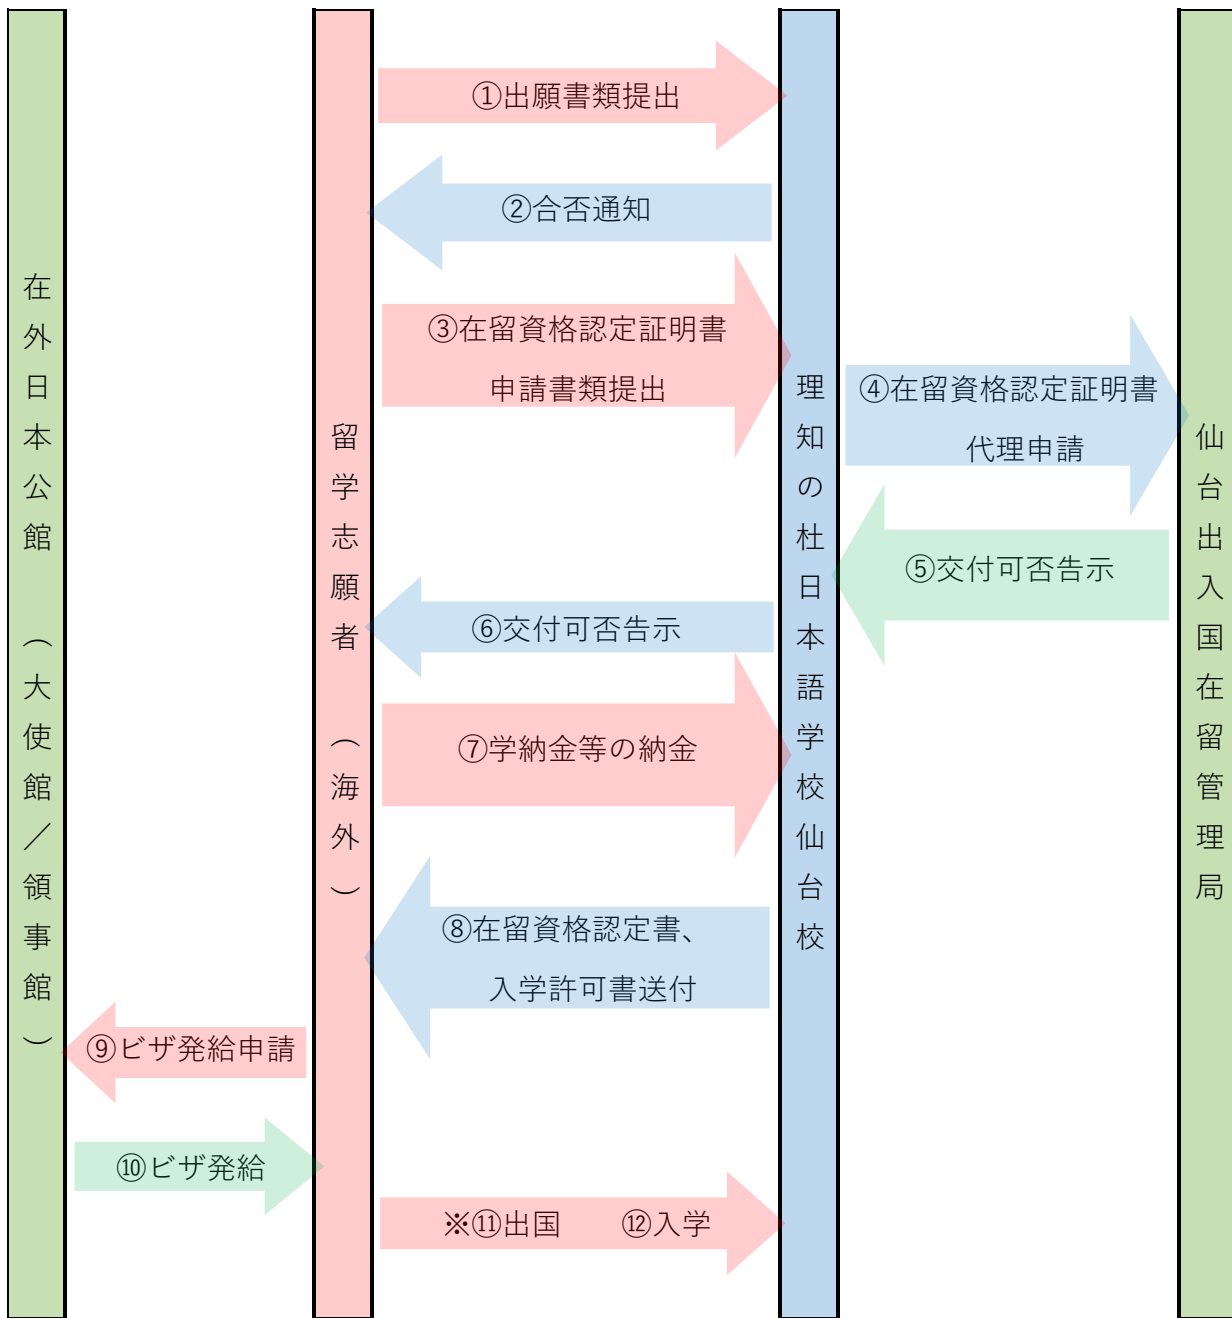 在外日本公館（大使館／領事館）
留学志願者（海外）
理知の杜日本語学校仙台校
仙台出入国在留管理局
①出願書類提出
②合否通知
③在留資格認定証明書
申請書類提出
④在留資格認定証明書
代理申請
⑤交付可否告示
⑥交付可否告示
⑦学納金等の納金
⑧在留資格認定書、
入学許可書送付
⑨ビザ発給申請
⑩ビザ発給
※⑪出国　　⑫入学